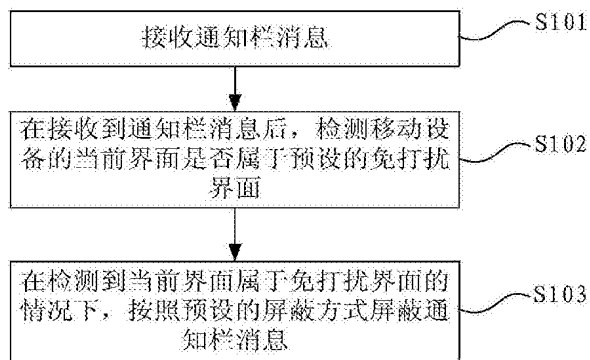 接收通知栏消息
S101
在接收到通知栏消息后，检测移动设
备的当前界面是否属于预设的免打扰
界面
S102
在检测到当前界面属于免打扰界面的
情况下，按照预设的屏蔽方式屏蔽通
知栏消息
S103